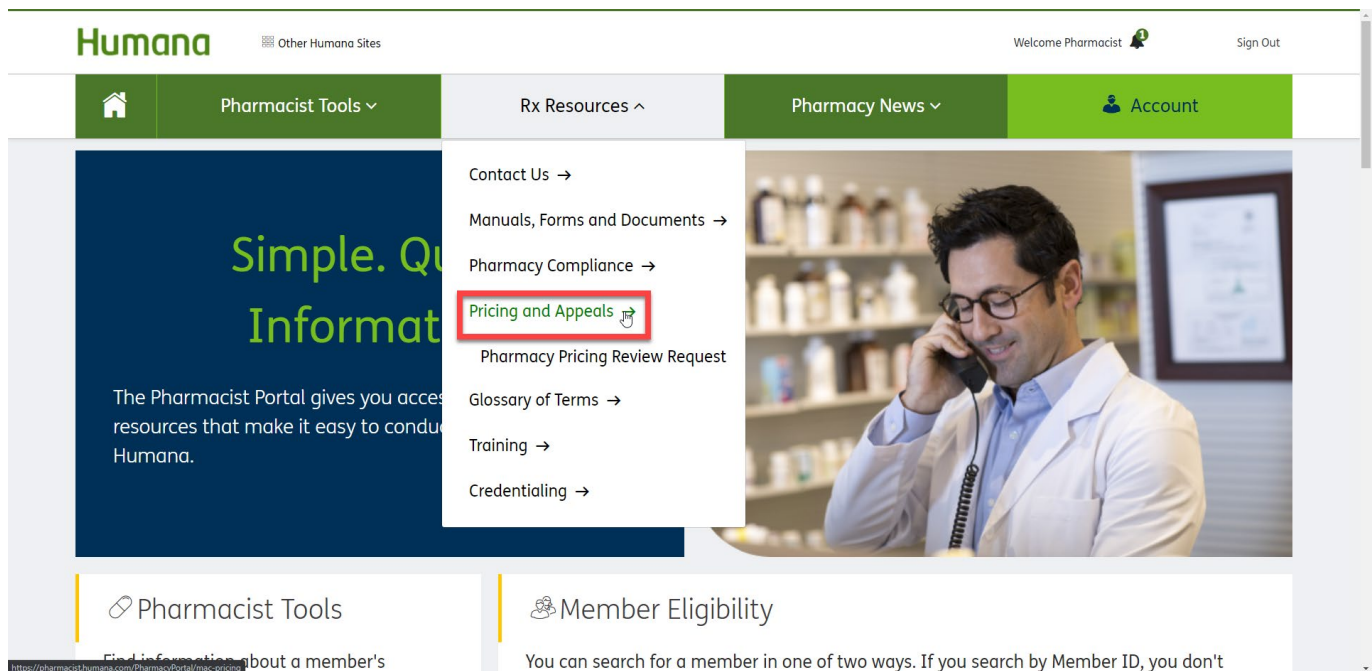 Humana
Other Humana Sites
Welcome Pharmacist
1
Sign Out
Pharmacist Tools
Rx Resources
Pharmacy News
Account
Contact Us →
Manuals, Forms and Documents →
Pharmacy Compliance →
Pricing and Appeals →
Pharmacy Pricing Review Request
Glossary of Terms →
Training →
Credentialing →
Simple. Qu
Informat
The Pharmacist Portal gives you acces
resources that make it easy to condu
Humana.
Pharmacist Tools
Find information about a member's
Member Eligibility
You can search for a member in one of two ways. If you search by Member ID, you don't
https://pharmacist.humana.com/PharmacyPortal/mac-pricing